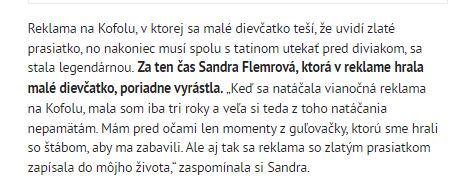 Reklama na Kofolu, v ktorej sa malé dievčatko teší, že uvidí zlaté
prasiatko, no nakoniec musí spolu s tatinom utekať pred diviakom, sa
stala legendárnou. Za ten čas Sandra Flemrová, ktorá v reklame hrala
malé dievčatko, poriadne vyrástla. „Keď sa natáčala vianočná reklama
na Kofolu, mala som iba tri roky a veľa si teda z toho natáčania
nepamätám. Mám pred očami len momenty z guľovačky, ktorú sme hrali
so štábom, aby ma zabavili. Ale aj tak sa reklama so zlatým prasiatkom
zapísala do môjho života,“ zaspomínala si Sandra.